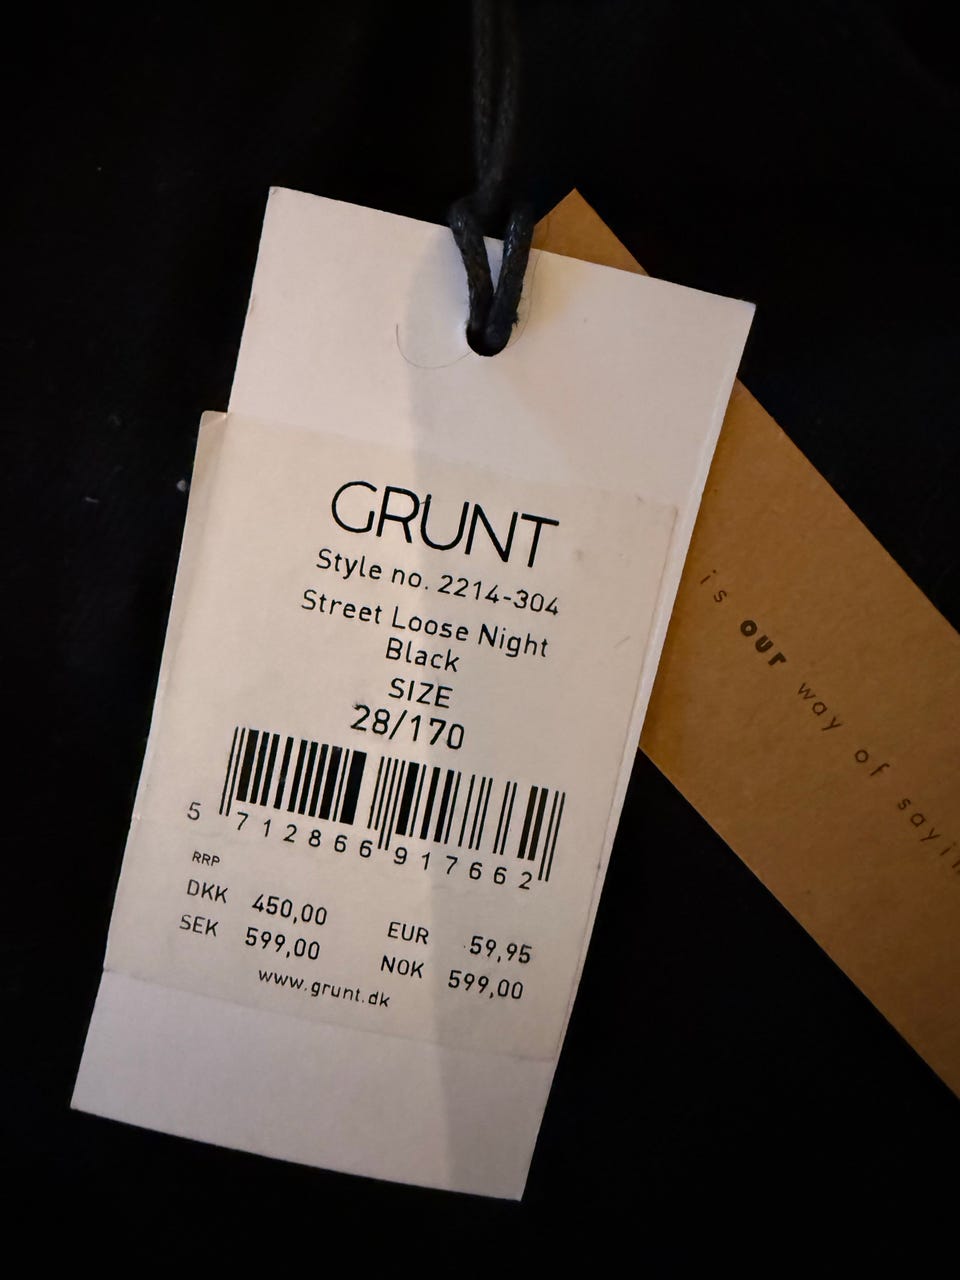 GRUNT
Style no. 2214-304
Street Loose Night
Black
SIZE
28/170
5 712866 917662
RRP
DKK 450,00 EUR 59,95
SEK 599,00 NOK 599,00
www.grunt.dk
is our way of